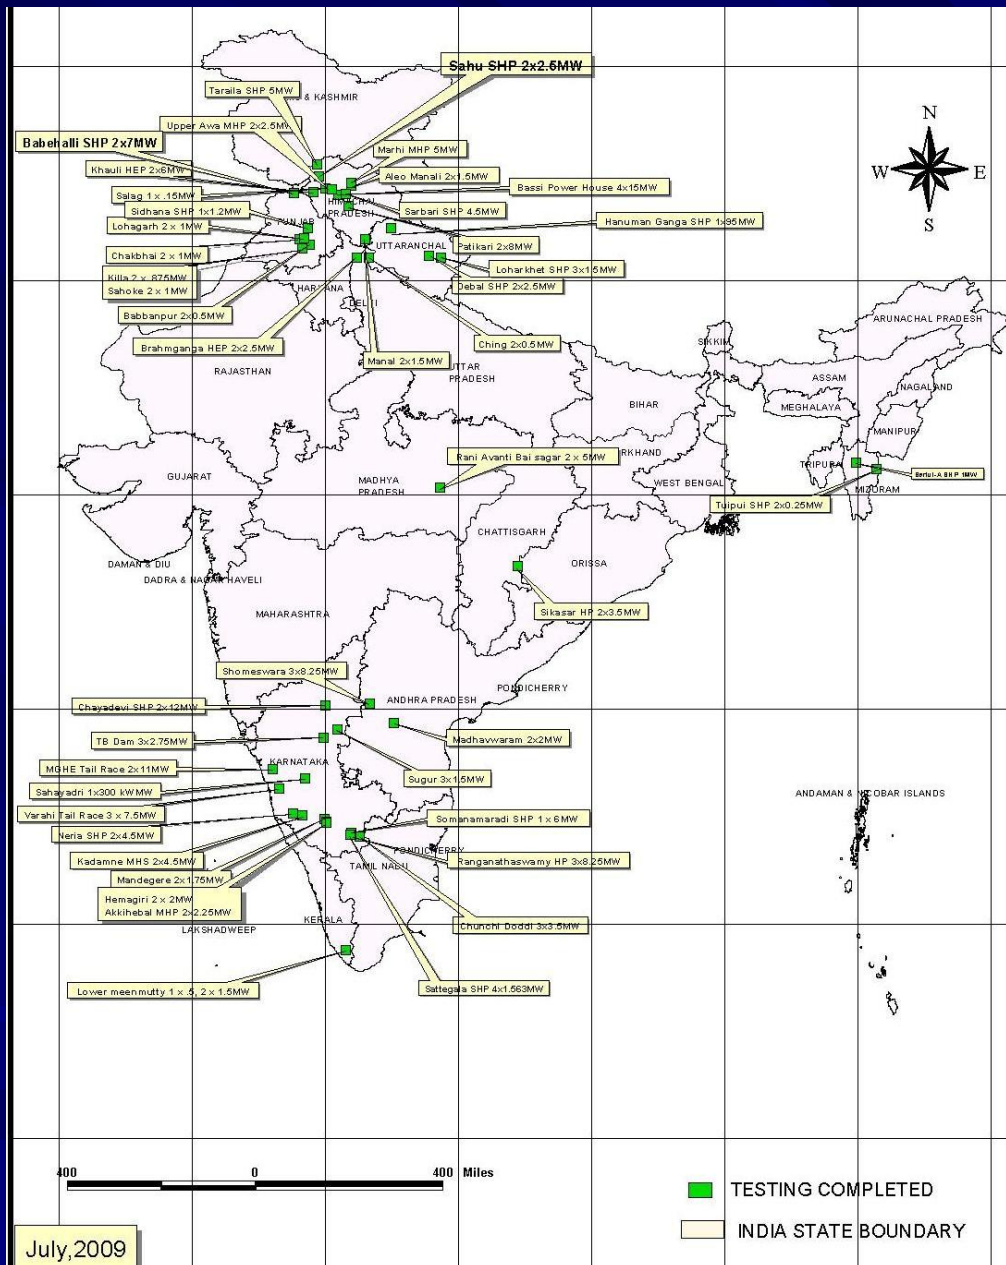 Sahu SHP 2x2.5MW
Taraila SHP 5MW
& KASHMIR
Upper Awa MHP 2x2.5M
Babehalli SHP 2x7MW
Marhi MHP 5MW
Khauli HEP 2x6MW
Aleo Manali 2x1.5MW
Bassi Power House 4x15MW
Salag 1 x .15MW
HIMACHAL
PRADESH
Sarbari SHP 4.5MW
Sidhana SHP 1x1.2MW
PUNJAB
Hanuman Ganga SHP 1x95MW
Lohagarh 2 x 1MW
UTTARANCHAL
Patikari 2x8MW
Chakbhai 2 x 1MW
Loharkhet SHP 3x1.5MW
Killa 2 x .875MW
Sahoke 2 x 1MW
HARYANA
Debal SHP 2x2.5MW
DELHI
Babbanpur 2x0.5MW
Brahmganga HEP 2x2.5MW
Ching 2x0.5MW
Manal 2x1.5MW
RAJASTHAN
UTTAR
PRADESH
SIKKIM
ARUNACHAL PRADESH
ASSAM
NAGALAND
MEGHALAYA
BIHAR
MANIPUR
Rani Avanti Bai sagar 2 x 5MW
RKHAND
TRIPURA
GUJARAT
MADHYA
PRADESH
WEST BENGAL
MIZORAM
Tuipui SHP 2x0.25MW
CHATTISGARH
DAMAN & DIU
DADRA & NAGAR HAVELI
ORISSA
MAHARASHTRA
Sikasar HP 2x3.5MW
Shomeswara 3x8.25MW
PONDICHERRY
ANDHRA PRADESH
Chayadevi SHP 2x12MW
TB Dam 3x2.75MW
Madhavwaram 2x2MW
KARNATAKA
MGHE Tail Race 2x11MW
Sugur 3x1.5MW
Sahayadri 1x300 kWMW
ANDAMAN & NICOBAR ISLANDS
Varahi Tail Race 3 x 7.5MW
Somanamaradi SHP 1 x 6MW
Neria SHP 2x4.5MW
PONDICHERRY
Kadamne MHS 2x4.5MW
Ranganathaswamy HP 3x8.25MW
TAMIL NADU
Mandegere 2x1.75MW
Hemagiri 2 x 2MW
Akkihebal MHP 2x2.25MW
KERALA
Chunchi Doddi 3x3.5MW
LAKSHADWEEP
Lower meenmutty 1 x .5, 2 x 1.5MW
Sattegala SHP 4x1.563MW
N
W
E
S
400
0
400 Miles
TESTING COMPLETED
INDIA STATE BOUNDARY
July,2009